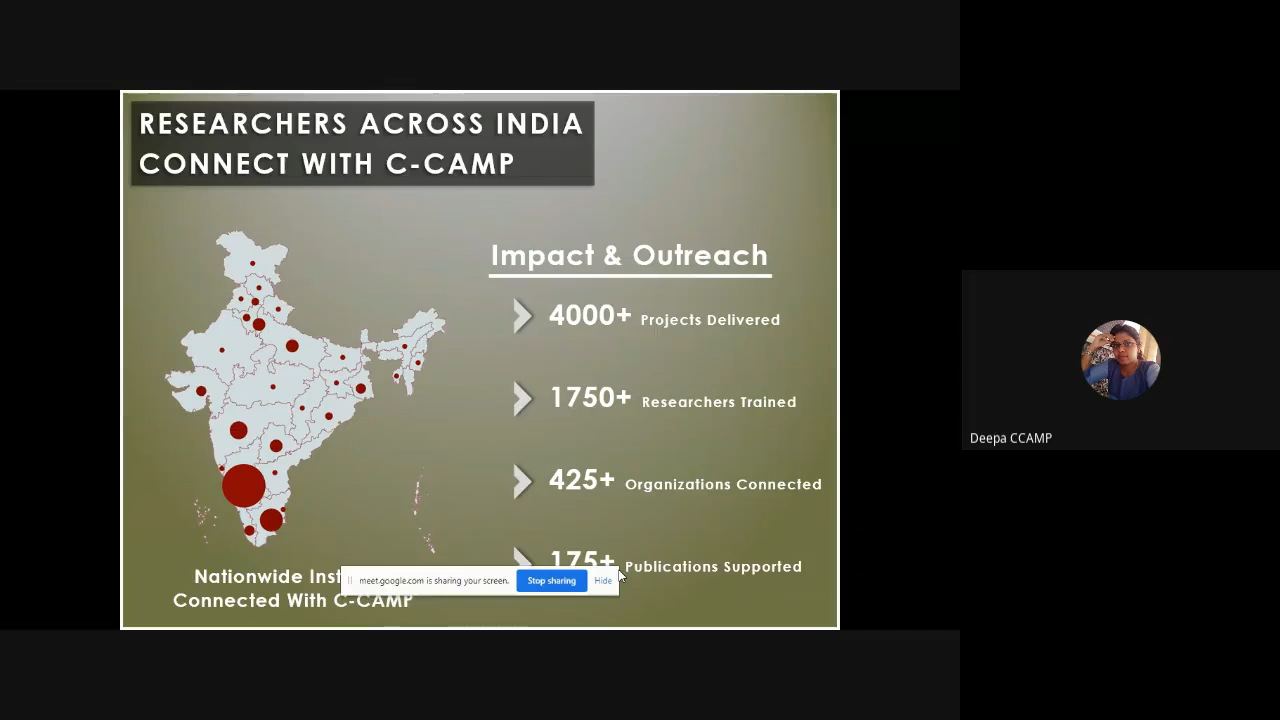 RESEARCHERS ACROSS INDIA
CONNECT WITH C-CAMP
Impact & Outreach
4000+ Projects Delivered
1750+ Researchers Trained
425+ Organizations Connected
175+ Publications Supported
Nationwide
Connected With C-CAMP
meet.google.com is sharing your screen.
Stop sharing
Hide
Deepa CCAMP